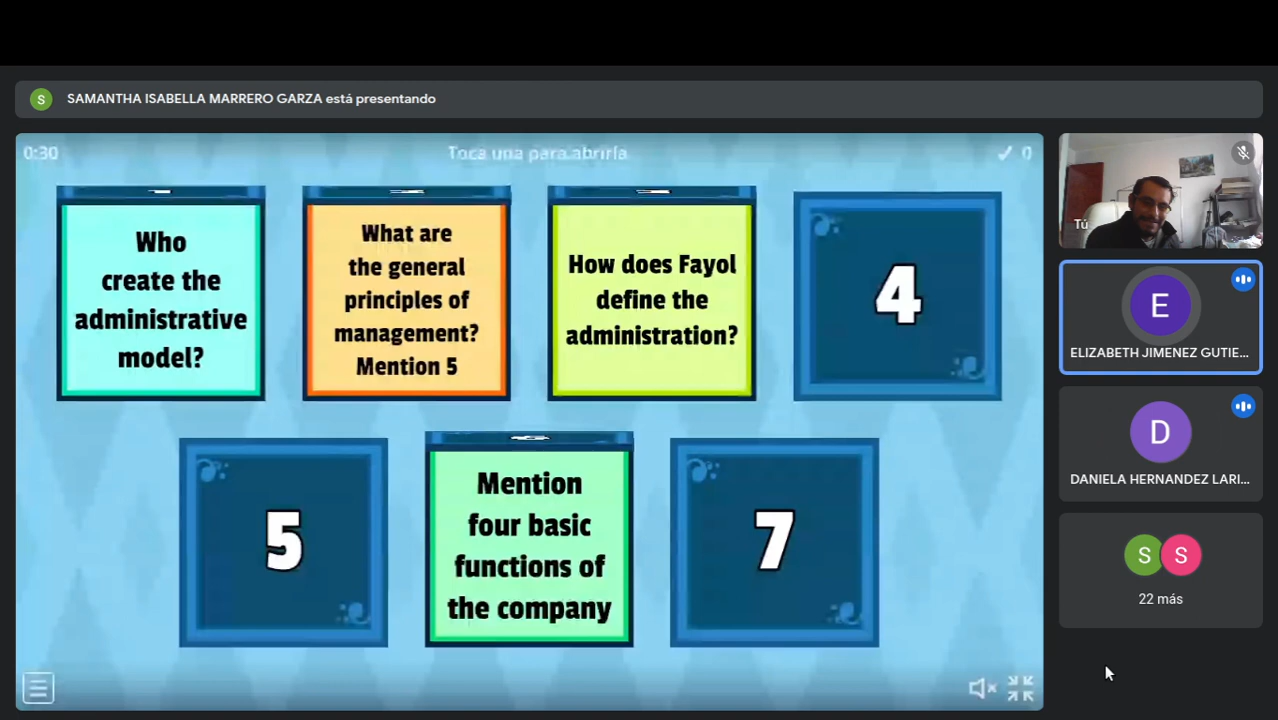 SAMANTHA ISABELLA MARRERO GARZA está presentando
S
0:30
Toca una para abrirla
0
Who
create the
administrative
model?
What are
the general
principles of
management?
Mention 5
How does Fayol
define the
administration?
4
5
Mention
four basic
functions of
the company
7
Tú
E
ELIZABETH JIMENEZ GUTIE...
D
DANIELA HERNANDEZ LARI...
S
S
22 más